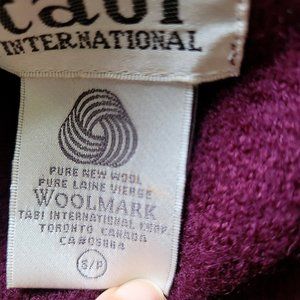 tabi
INTERNATIONAL
PURE NEW WOOL
PURE LAINE VIERGE
WOOLMARK
TABI INTERNATIONAL CORP.
TORONTO CANADA
S/P